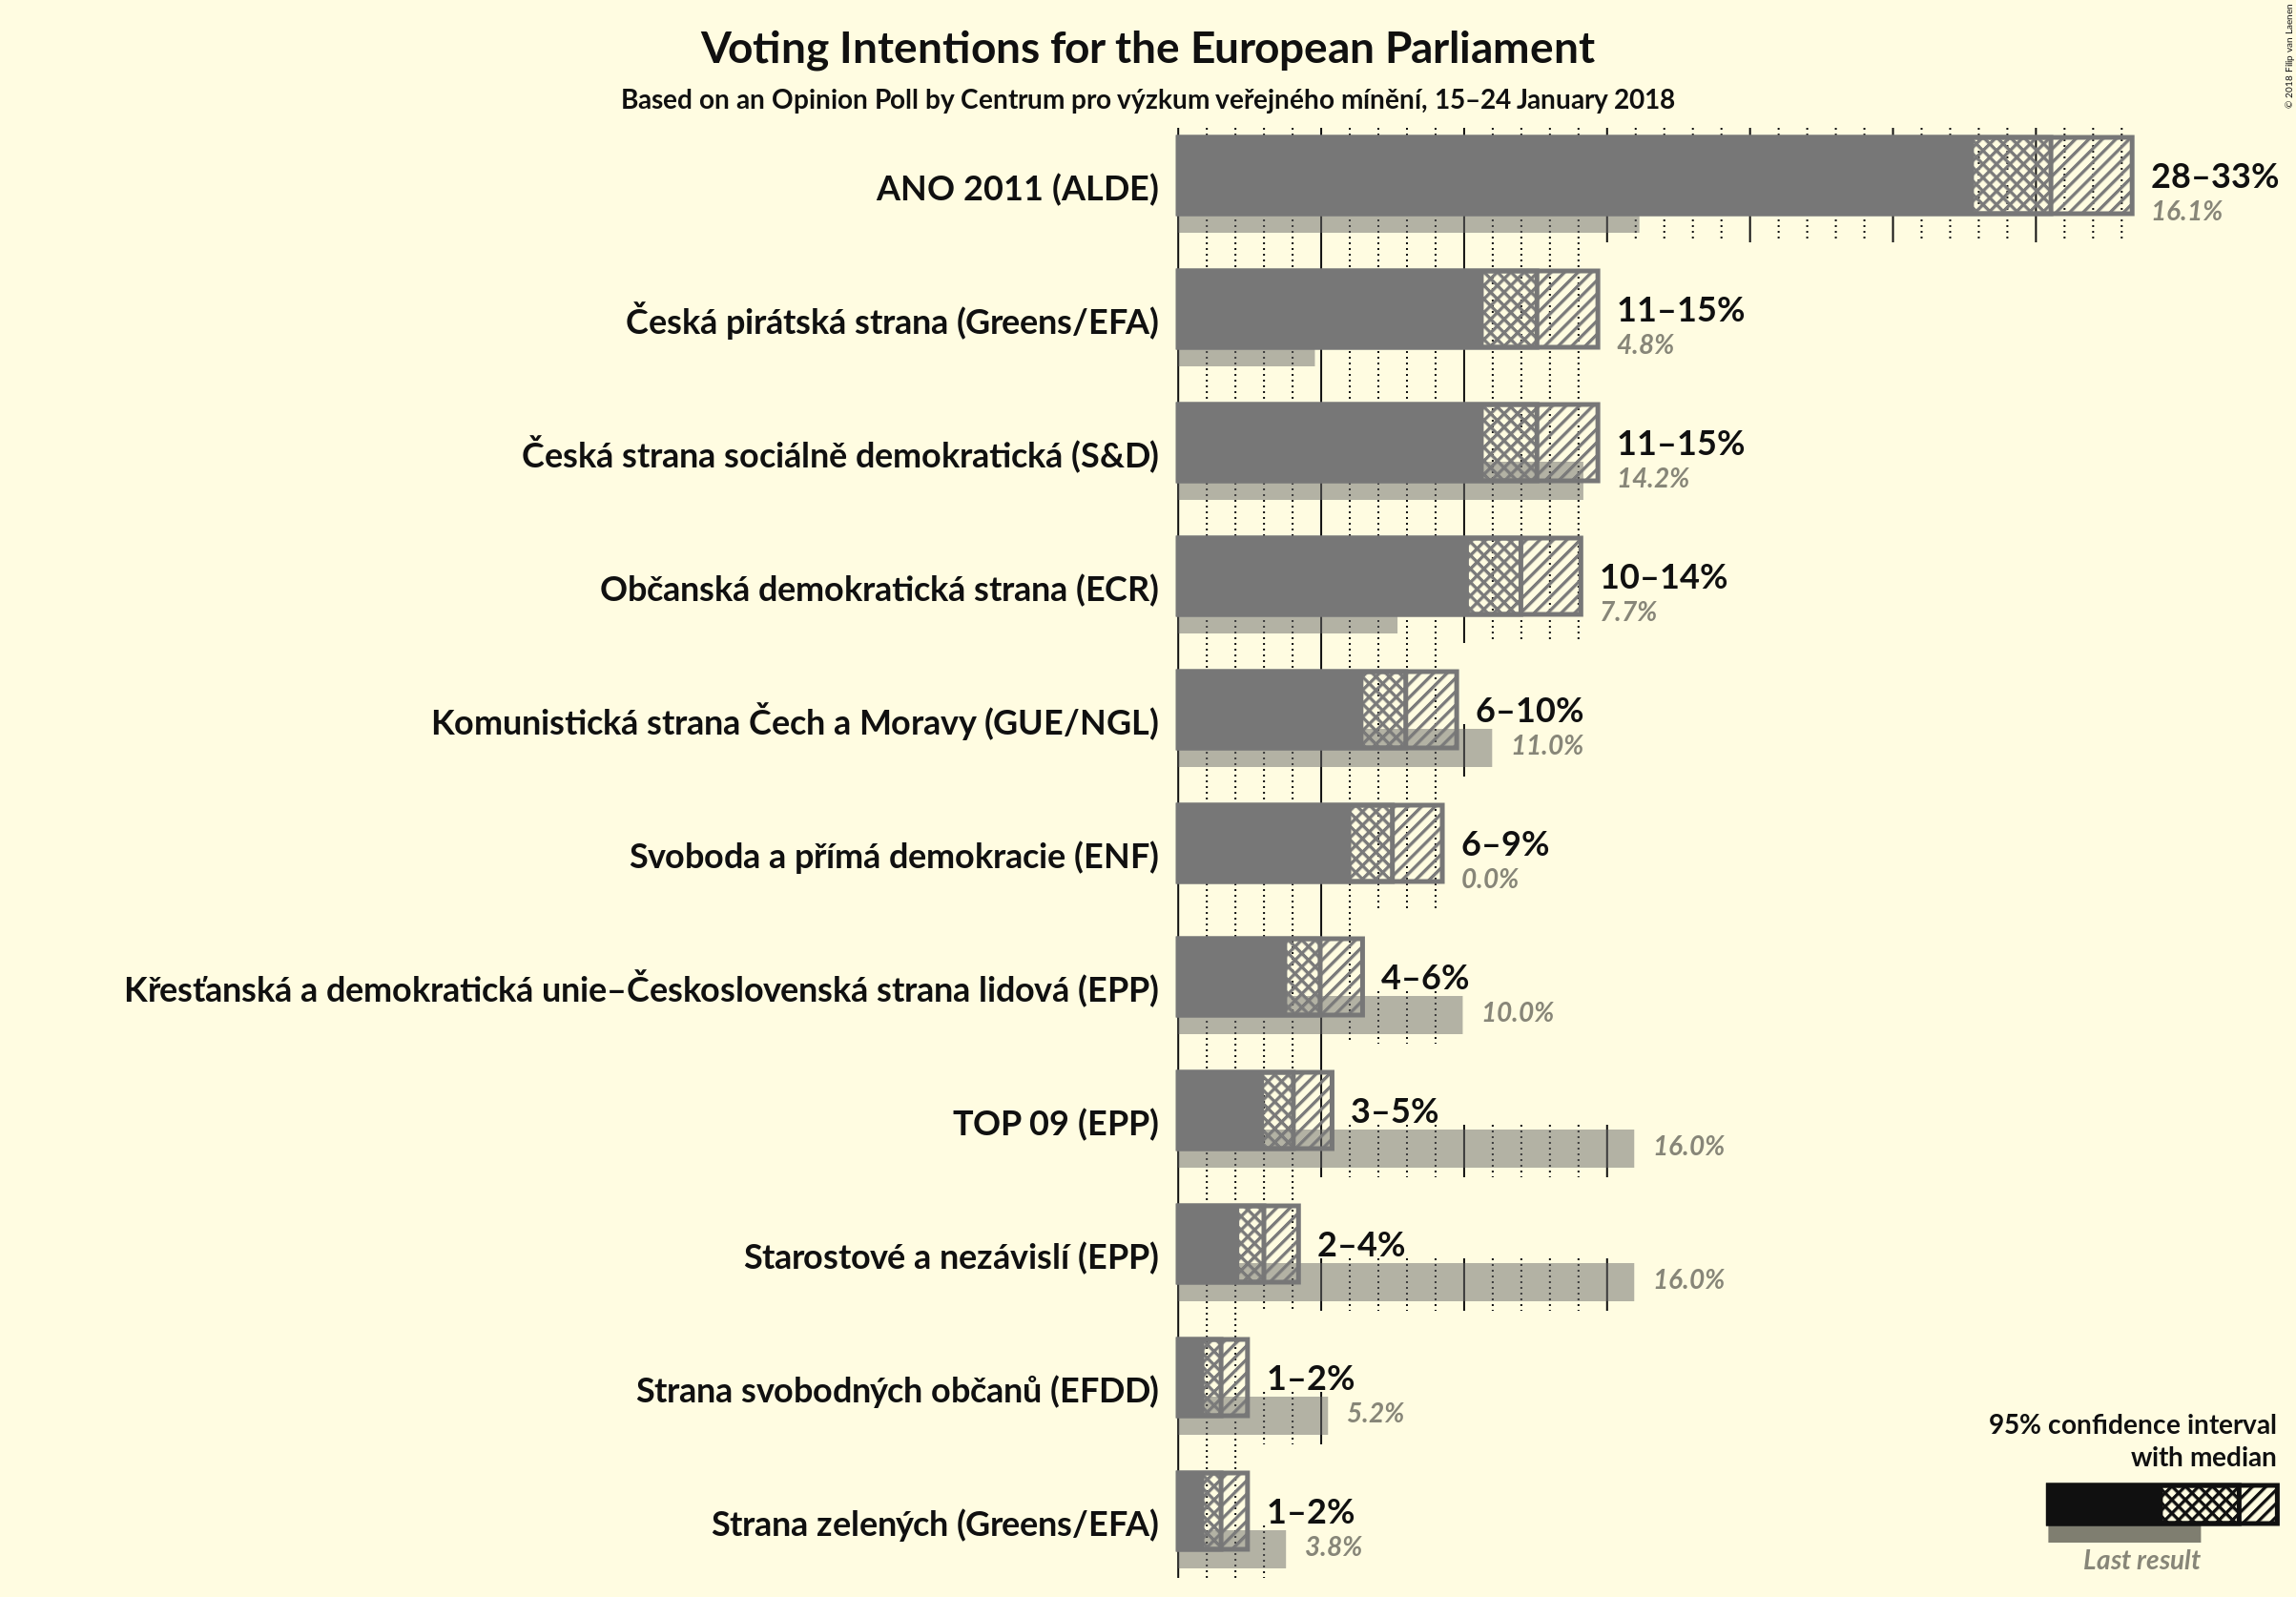 Voting Intentions for the European Parliament
Based on an Opinion Poll by Centrum pro výzkum veřejného mínění, 15–24 January 2018
© 2018 Filip van Laenen
ANO 2011 (ALDE)
28–33%
16.1%
Česká pirátská strana (Greens/EFA)
11–15%
4.8%
Česká strana sociálně demokratická (S&D)
11–15%
14.2%
Občanská demokratická strana (ECR)
10–14%
7.7%
Komunistická strana Čech a Moravy (GUE/NGL)
6–10%
11.0%
Svoboda a přímá demokracie (ENF)
6–9%
0.0%
Křesťanská a demokratická unie–Československá strana lidová (EPP)
4–6%
10.0%
TOP 09 (EPP)
3–5%
16.0%
Starostové a nezávislí (EPP)
2–4%
16.0%
Strana svobodných občanů (EFDD)
1–2%
5.2%
Strana zelených (Greens/EFA)
1–2%
3.8%
95% confidence interval
with median
Last result